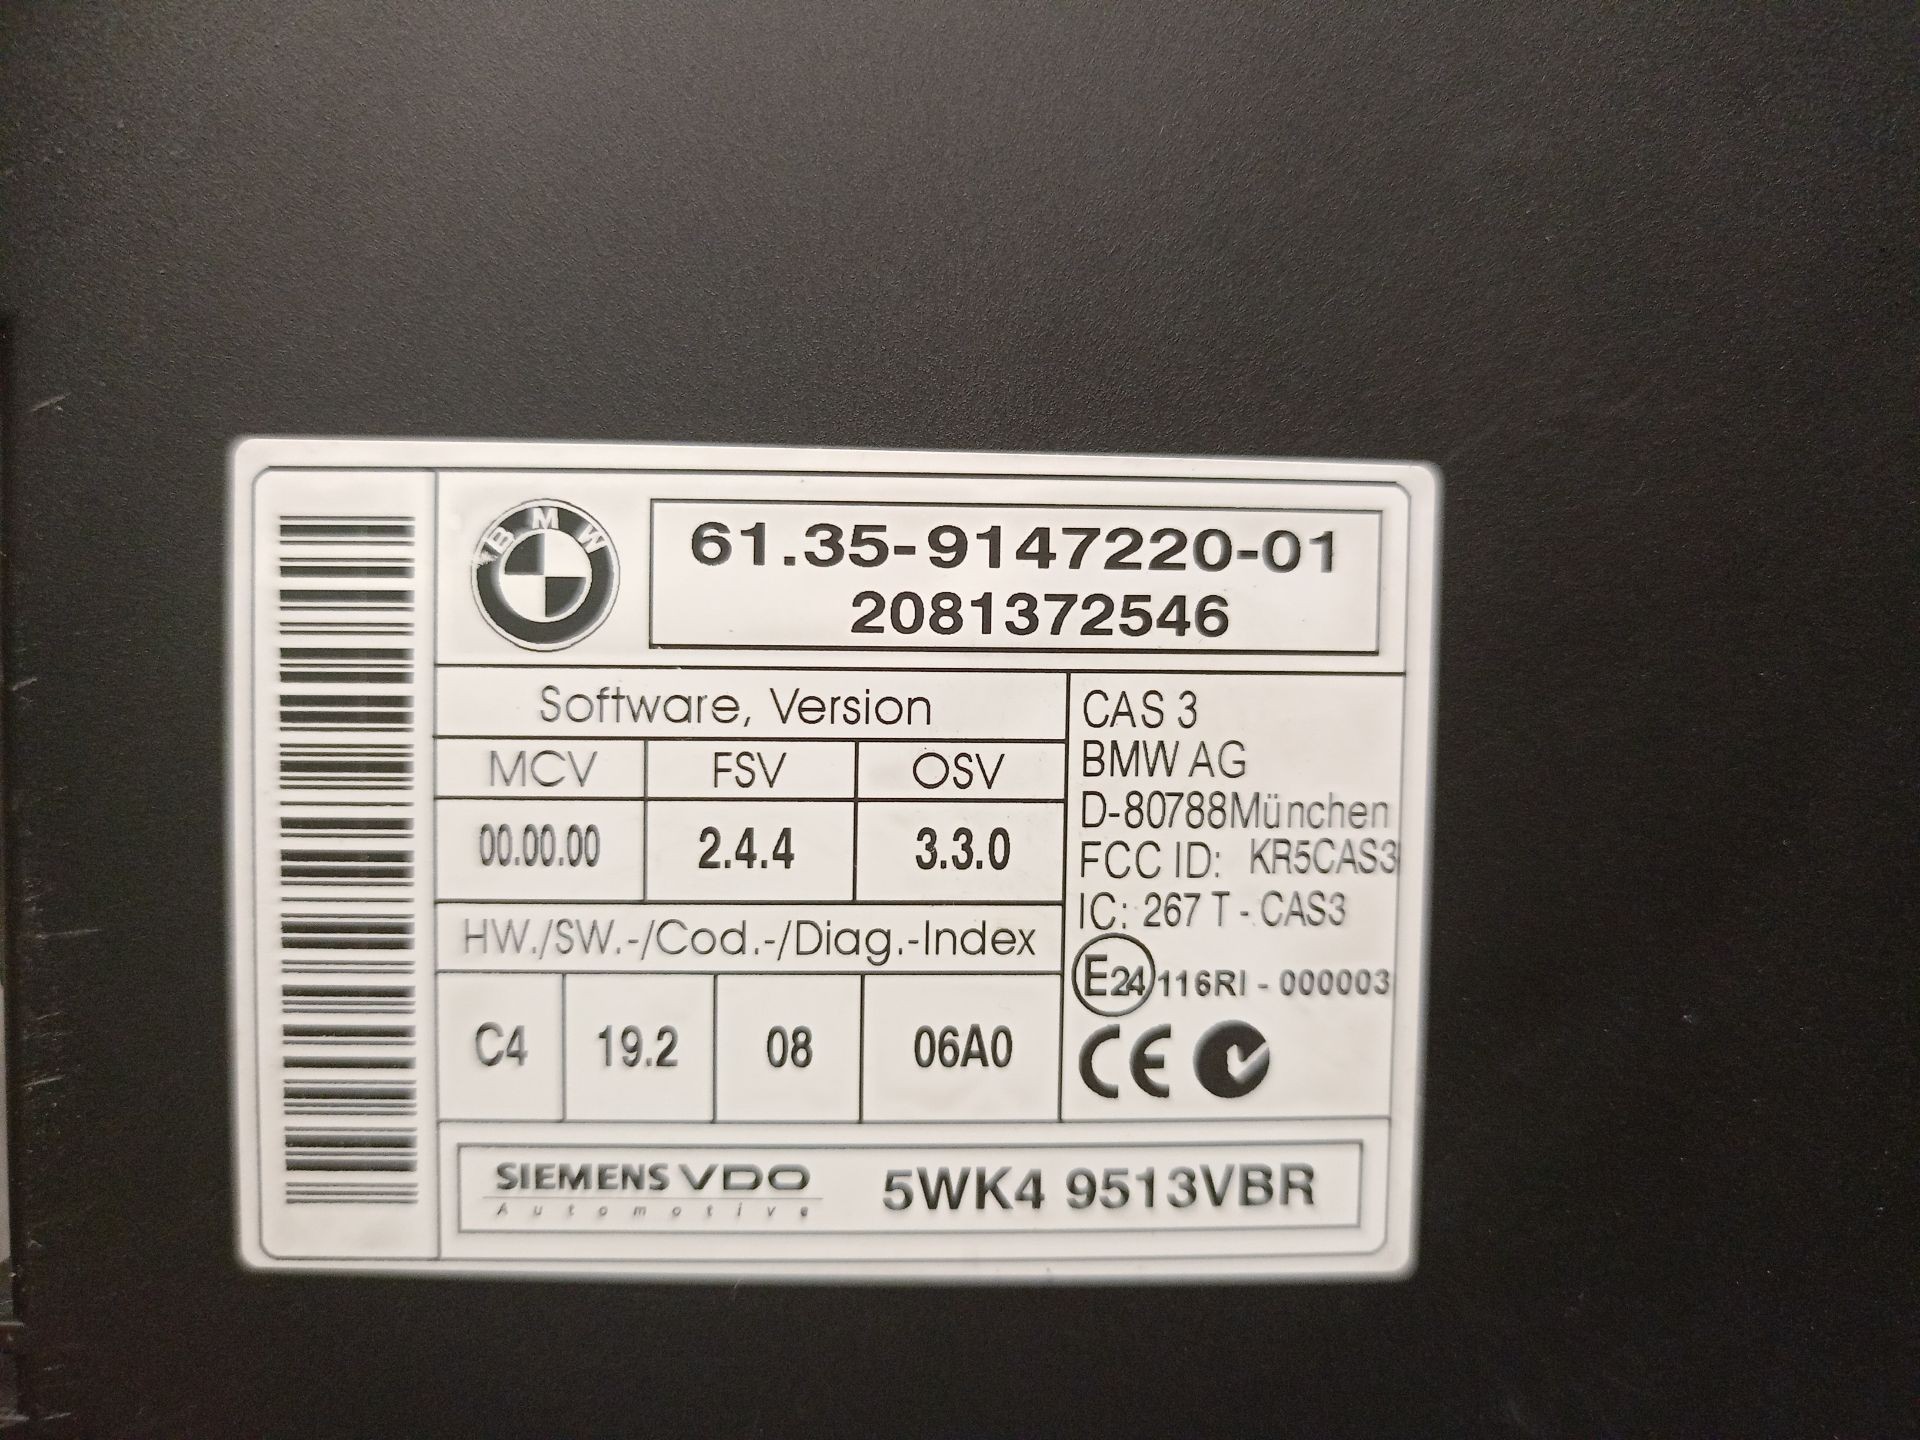 BMW
61.35-9147220-01
2081372546
Software, Version
MCV FSV OSV
00.00.00 2.4.4 3.3.0
HW./SW.-/Cod.-/Diag.-Index
C4 19.2 08 06A0
CAS 3
BMW AG
D-80788München
FCC ID: KR5CAS3
IC: 267 T - CAS3
E24 116RI - 000003
CE
SIEMENS VDO
Automotive
5WK4 9513VBR